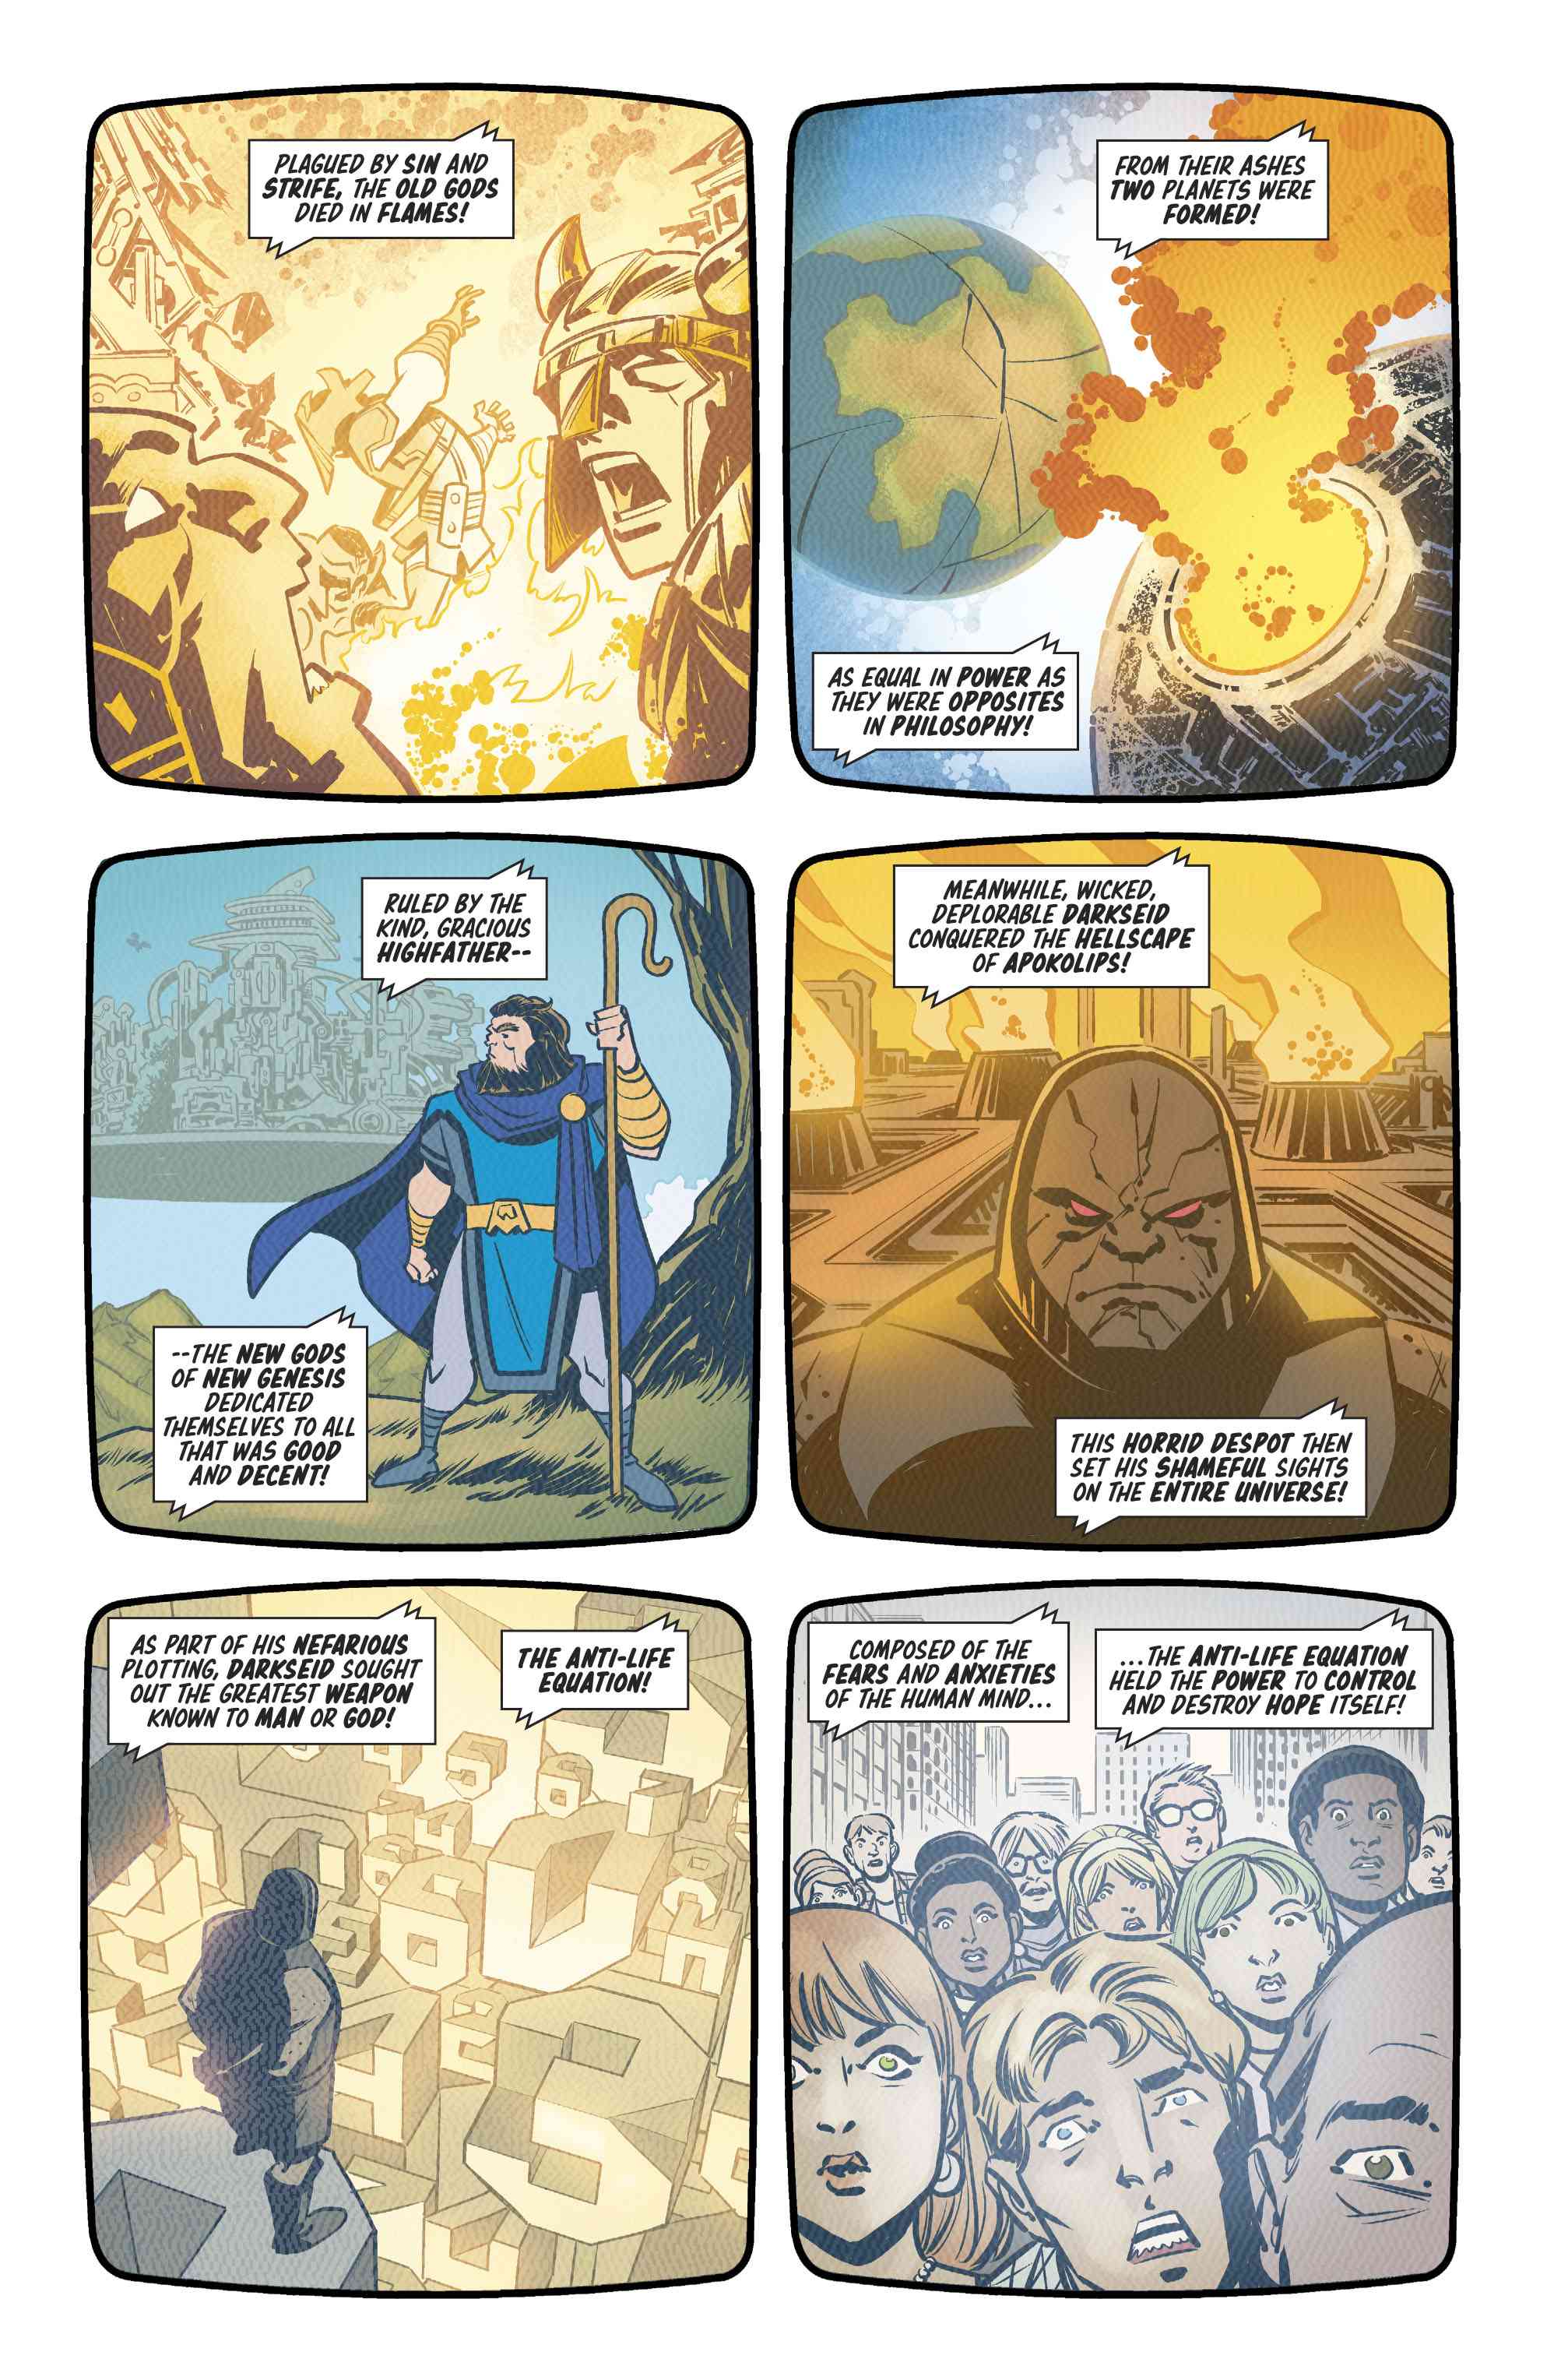 PLAGUED BY SIN AND
STRIFE, THE OLD GODS
DIED IN FLAMES!
FROM THEIR ASHES
TWO PLANETS WERE
FORMED!
AS EQUAL IN POWER AS
THEY WERE OPPOSITES
IN PHILOSOPHY!
RULED BY THE
KIND, GRACIOUS
HIGHFATHER--
--THE NEW GODS
OF NEW GENESIS
DEDICATED
THEMSELVES TO ALL
THAT WAS GOOD
AND DECENT!
MEANWHILE, WICKED,
DEPLORABLE DARKSEID
CONQUERED THE HELLSCAPE
OF APOKOLIPS!
THIS HORRID DESPOT THEN
SET HIS SHAMEFUL SIGHTS
ON THE ENTIRE UNIVERSE!
AS PART OF HIS NEFARIOUS
PLOTTING, DARKSEID SOUGHT
OUT THE GREATEST WEAPON
KNOWN TO MAN OR GOD!
THE ANTI-LIFE
EQUATION!
COMPOSED OF THE
FEARS AND ANXIETIES
OF THE HUMAN MIND...
...THE ANTI-LIFE EQUATION
HELD THE POWER TO CONTROL
AND DESTROY HOPE ITSELF!